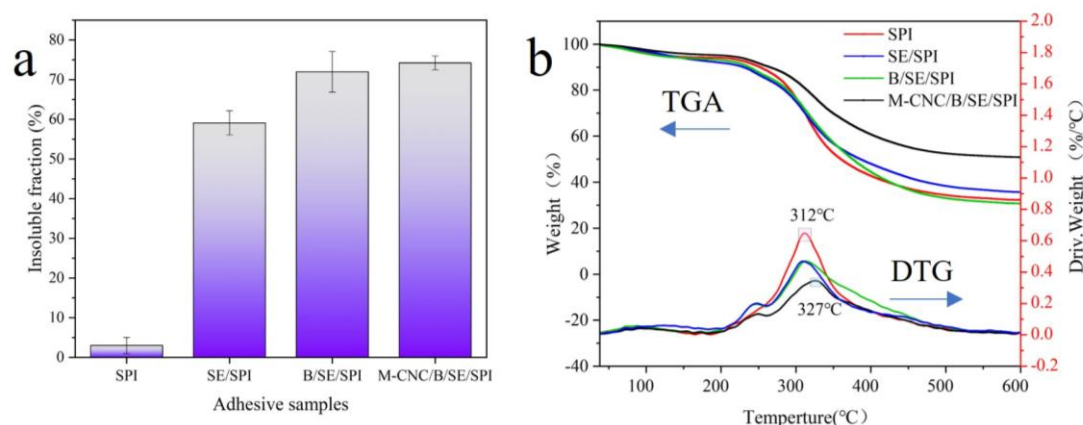 a
80
70
60
50
40
30
20
10
0
Insoluble fraction (%)
SPI
SE/SPI
B/SE/SPI
M-CNC/B/SE/SPI
Adhesive samples
b
100
80
60
40
20
0
-20
-40
Weight（%）
SPI
SE/SPI
B/SE/SPI
M-CNC/B/SE/SPI
TGA
312℃
DTG
327℃
2.0
1.8
1.6
1.4
1.2
1.0
0.8
0.6
0.4
0.2
0.0
-0.2
Driv.Weight（%/℃）
100
200
300
400
500
600
Temperture(℃）